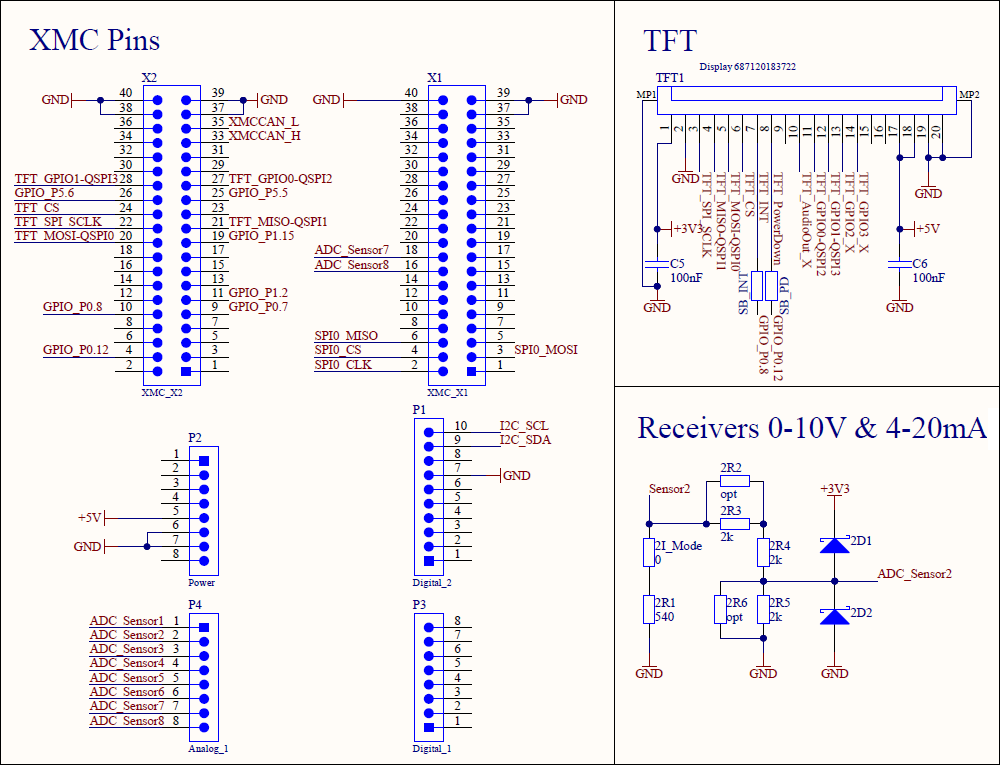 XMC Pins
X2
GND 40 39 GND
38 37
36 35 XMCCAN_L
34 33 XMCCAN_H
32 31
30 29
TFT_GPIO1-QSPI3 28 27 TFT_GPIO0-QSPI2
GPIO_P5.6 26 25 GPIO_P5.5
TFT_CS 24 23
TFT_SPI_SCLK 22 21 TFT_MISO-QSPI1
TFT_MOSI-QSPI0 20 19 GPIO_P1.15
18 17
16 15
14 13
12 11 GPIO_P1.2
GPIO_P0.8 10 9 GPIO_P0.7
8 7
6 5
GPIO_P0.12 4 3
2 1
XMC_X2
X1
GND 40 39 GND
38 37
36 35
34 33
32 31
30 29
28 27
26 25
24 23
22 21
20 19
ADC_Sensor7 18 17
ADC_Sensor8 16 15
14 13
12 11
10 9
8 7
SPI0_MISO 6 5
SPI0_CS 4 3 SPI0_MOSI
SPI0_CLK 2 1
XMC_X1
P2
1
2
3
4
+5V 5
6
GND 7
8
Power
P1
10 I2C_SCL
9 I2C_SDA
8
7 GND
6
5
4
3
2
1
Digital_2
P4
ADC_Sensor1 1
ADC_Sensor2 2
ADC_Sensor3 3
ADC_Sensor4 4
ADC_Sensor5 5
ADC_Sensor6 6
ADC_Sensor7 7
ADC_Sensor8 8
Analog_1
P3
8
7
6
5
4
3
2
1
Digital_1
TFT
Display 687120183722
TFT1
MP1 MP2
1 2 3 4 5 6 7 8 9 10 11 12 13 14 15 16 17 18 19 20
GND
TFT_SPI_SCLK
TFT_MISO-QSPI1
TFT_MOSI-QSPI0
TFT_CS
TFT_INT
TFT_PowerDown
TFT_AudioOut_X
TFT_GPIO0-QSPI2
TFT_GPIO1-QSPI3
TFT_GPIO2_X
TFT_GPIO3_X
GND
+3V3
+5V
C5
100nF
C6
100nF
SB_INT
SB_PD
GND
GND
GPIO_P0.8
GPIO_P0.12
Receivers 0-10V & 4-20mA
Sensor2
2R2
opt
2R3
2k
+3V3
2I_Mode
0
2R4
2k
2D1
ADC_Sensor2
2R1
540
2R6
opt
2R5
2k
2D2
GND
GND
GND